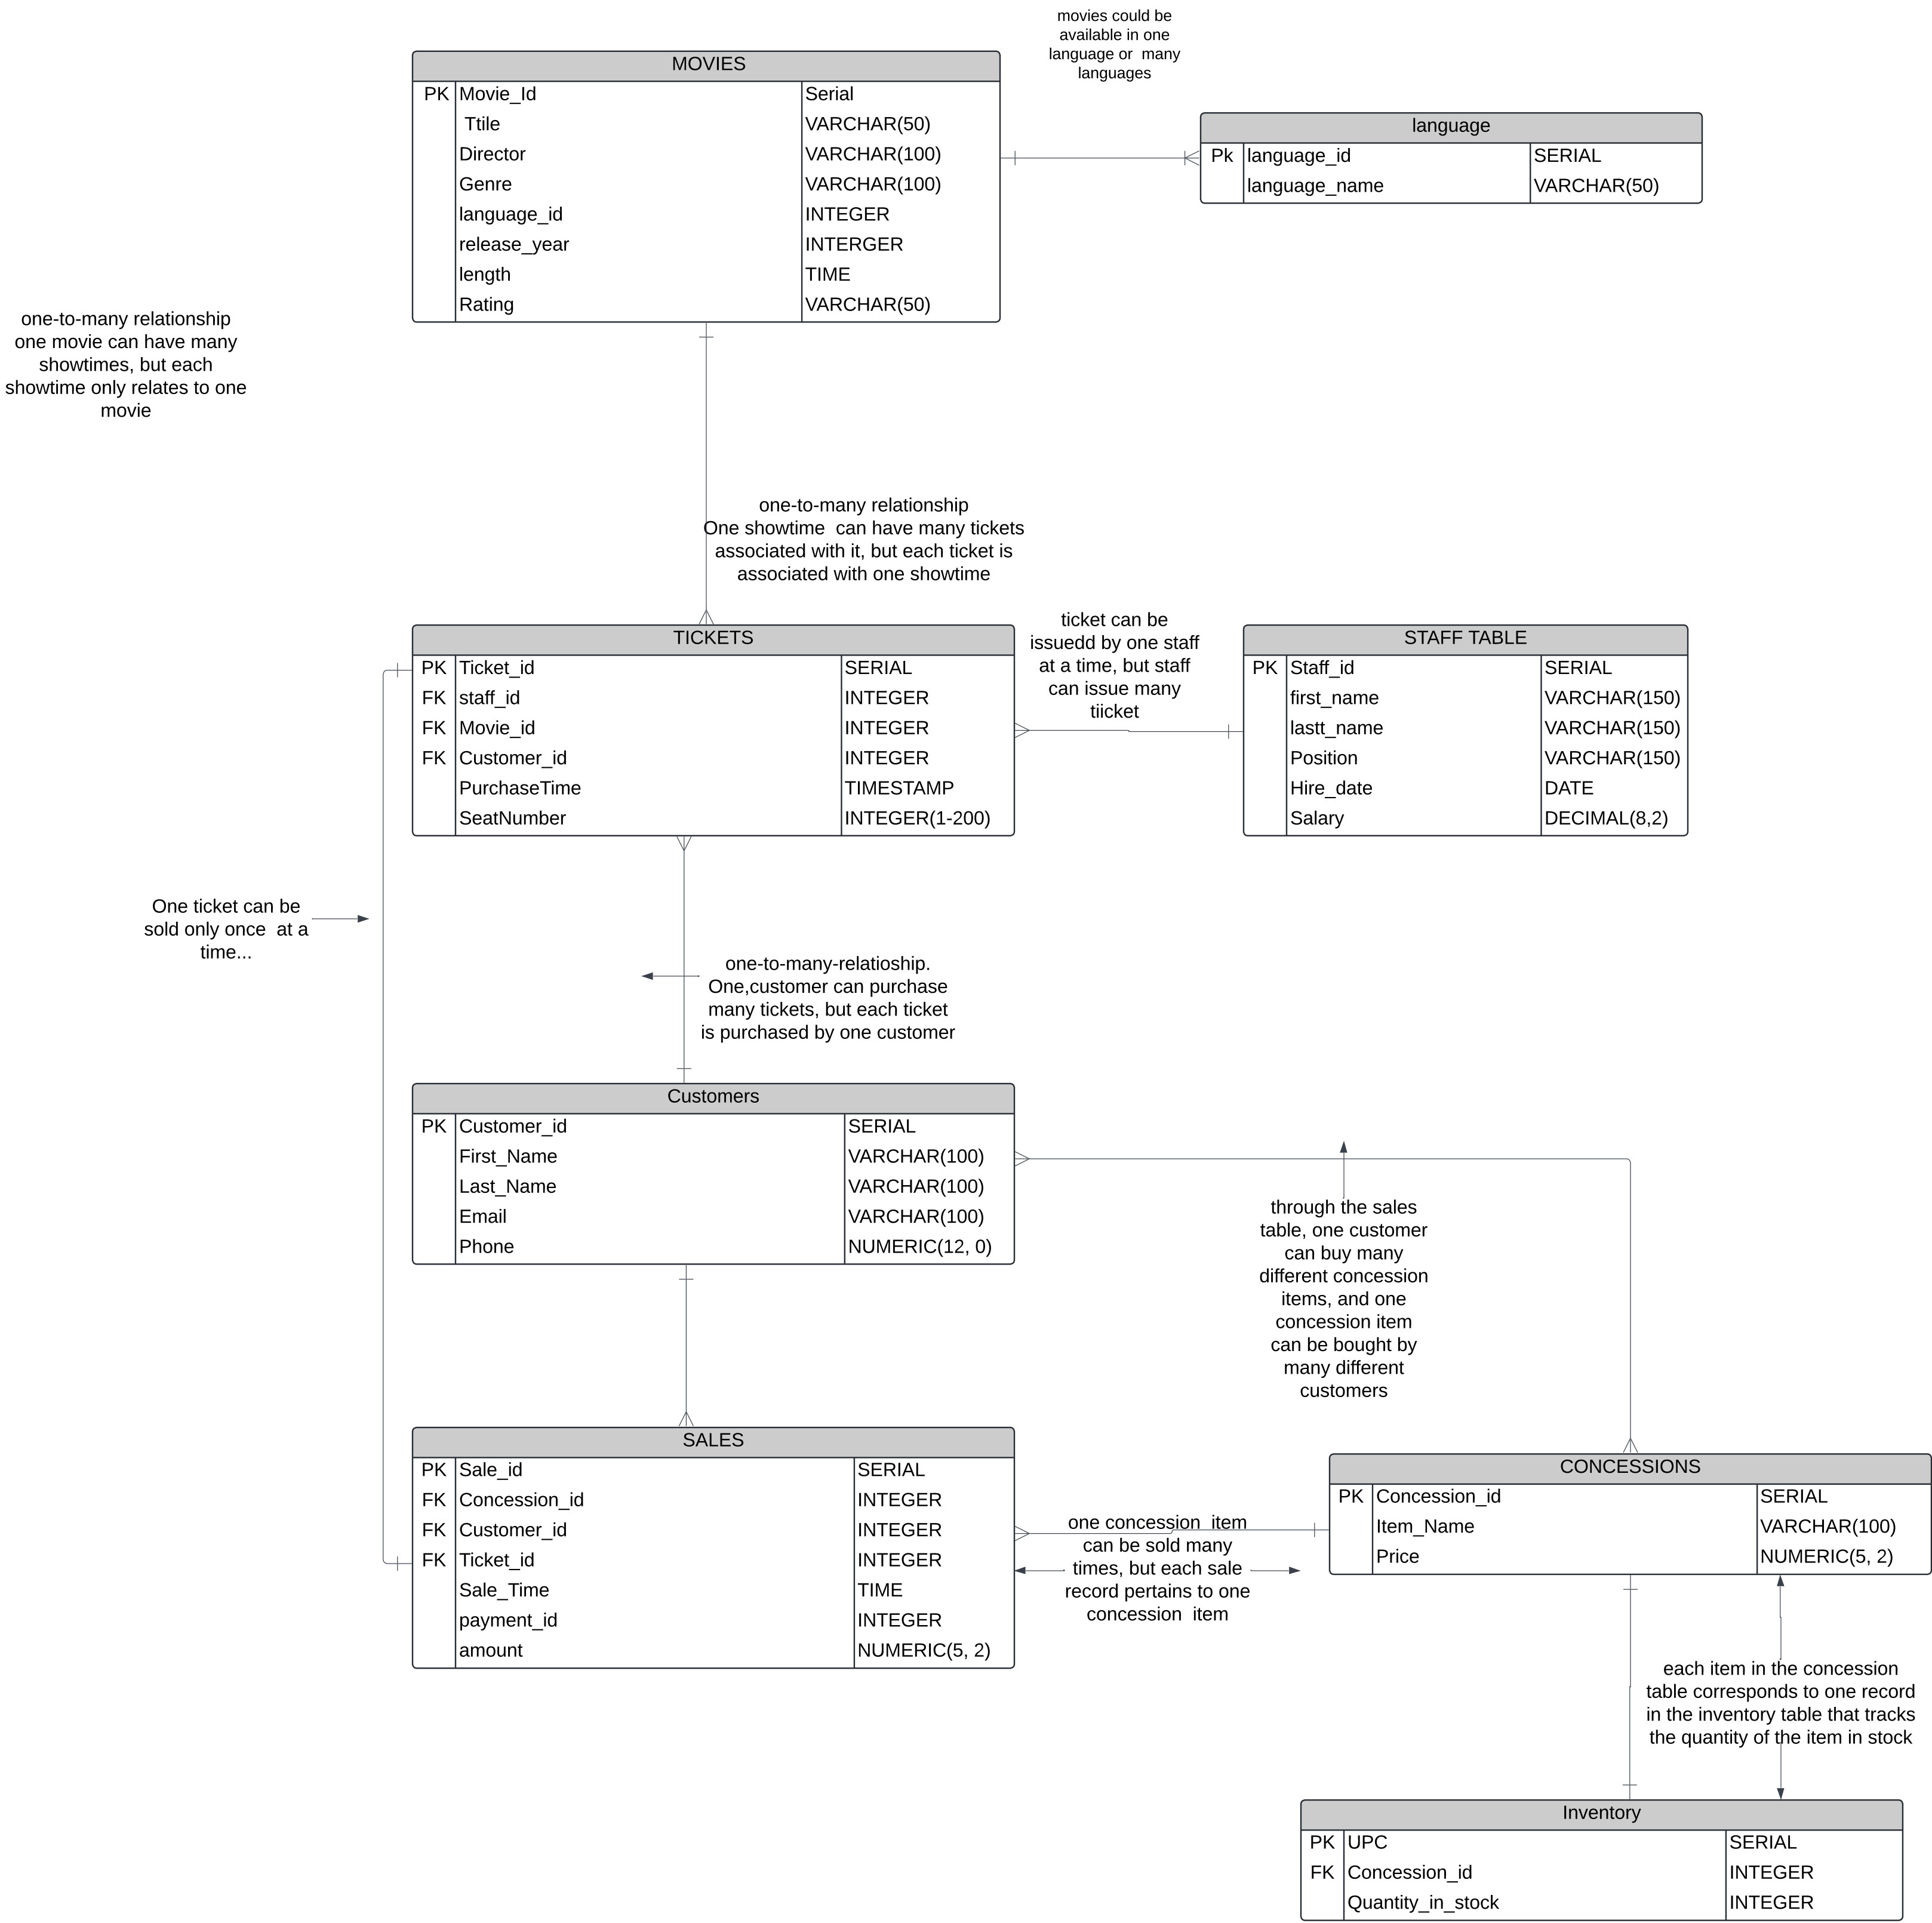 movies could be
available in one
language or  many
languages
MOVIES
PK Movie_Id Serial
Ttile VARCHAR(50)
Director VARCHAR(100)
Genre VARCHAR(100)
language_id INTEGER
release_year INTERGER
length TIME
Rating VARCHAR(50)
language
Pk language_id SERIAL
language_name VARCHAR(50)
one-to-many relationship
one movie can have many
showtimes, but each
showtime only relates to one
movie
one-to-many relationship
One showtime  can have many tickets
associated with it, but each ticket is
associated with one showtime
TICKETS
PK Ticket_id SERIAL
FK staff_id INTEGER
FK Movie_id INTEGER
FK Customer_id INTEGER
PurchaseTime TIMESTAMP
SeatNumber INTEGER(1-200)
ticket can be
issuedd by one staff
at a time, but staff
can issue many
tiicket
STAFF TABLE
PK Staff_id SERIAL
first_name VARCHAR(150)
lastt_name VARCHAR(150)
Position VARCHAR(150)
Hire_date DATE
Salary DECIMAL(8,2)
One ticket can be
sold only once  at a
time...
one-to-many-relatioship.
One,customer can purchase
many tickets, but each ticket
is purchased by one customer
Customers
PK Customer_id SERIAL
First_Name VARCHAR(100)
Last_Name VARCHAR(100)
Email VARCHAR(100)
Phone NUMERIC(12, 0)
through the sales
table, one customer
can buy many
different concession
items, and one
concession item
can be bought by
many different
customers
SALES
PK Sale_id SERIAL
FK Concession_id INTEGER
FK Customer_id INTEGER
FK Ticket_id INTEGER
Sale_Time TIME
payment_id INTEGER
amount NUMERIC(5, 2)
one concession  item
can be sold many
times, but each sale
record pertains to one
concession  item
CONCESSIONS
PK Concession_id SERIAL
Item_Name VARCHAR(100)
Price NUMERIC(5, 2)
each item in the concession
table corresponds to one record
in the inventory table that tracks
the quantity of the item in stock
Inventory
PK UPC SERIAL
FK Concession_id INTEGER
Quantity_in_stock INTEGER